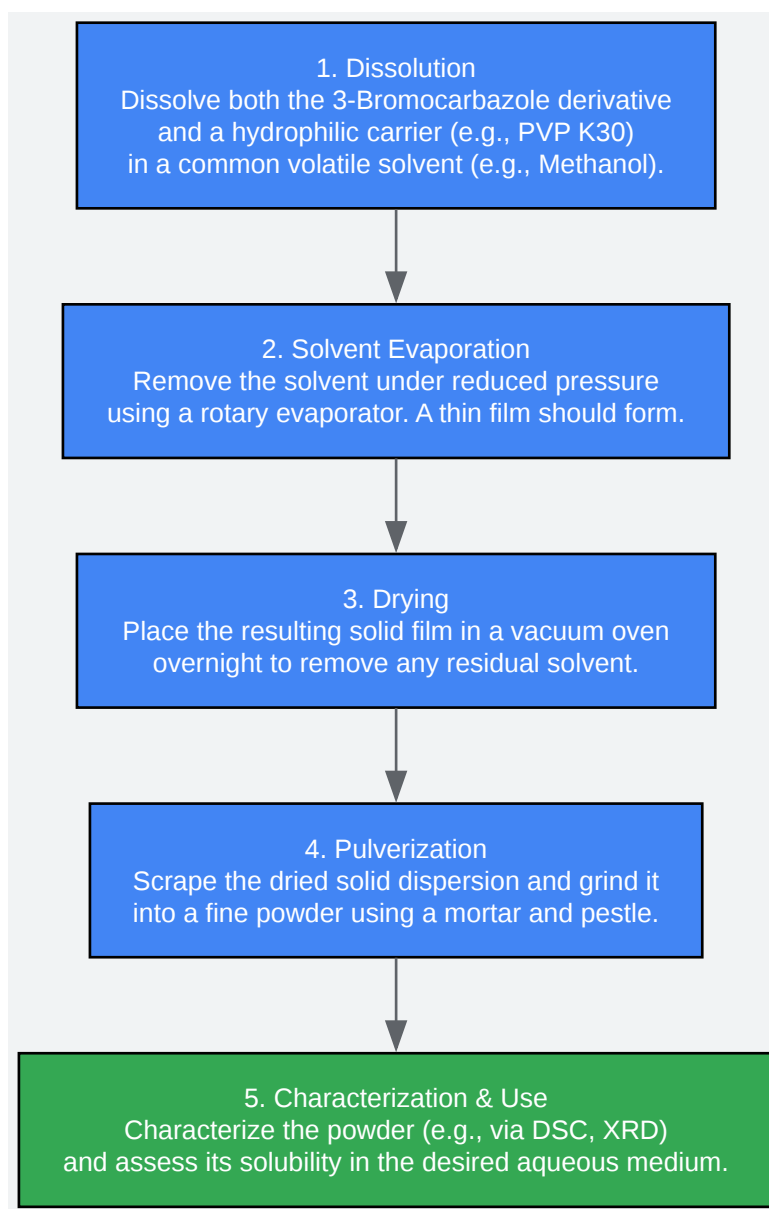 1. Dissolution
Dissolve both the 3-Bromocarbazole derivative
and a hydrophilic carrier (e.g., PVP K30)
in a common volatile solvent (e.g., Methanol).
2. Solvent Evaporation
Remove the solvent under reduced pressure
using a rotary evaporator. A thin film should form.
3. Drying
Place the resulting solid film in a vacuum oven
overnight to remove any residual solvent.
4. Pulverization
Scrape the dried solid dispersion and grind it
into a fine powder using a mortar and pestle.
5. Characterization & Use
Characterize the powder (e.g., via DSC, XRD)
and assess its solubility in the desired aqueous medium.